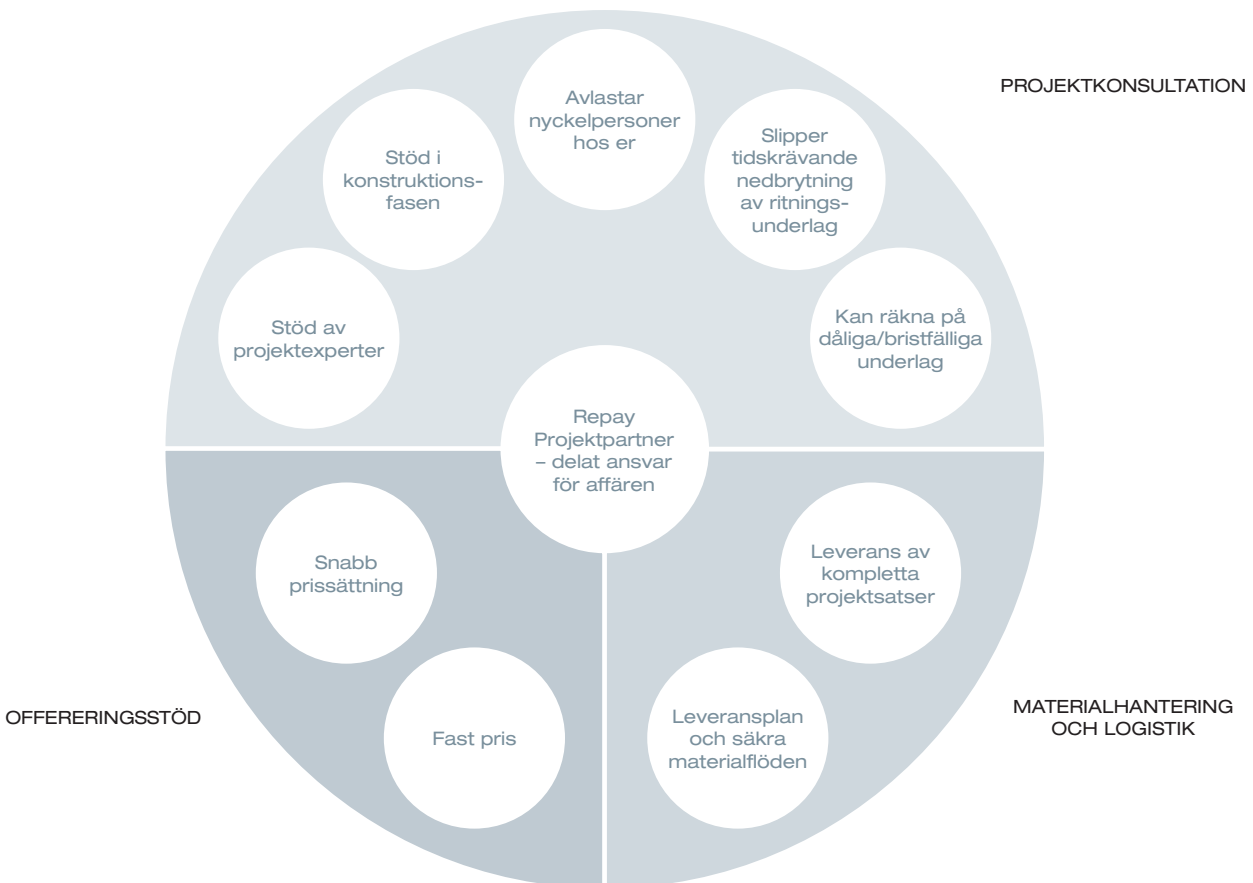 PROJEKTKONSULTATION
Avlastar
nyckelpersoner
hos er
Stöd i
konstruktions-
fasen
Slipper
tidskrävande
nedbrytning
av ritnings-
underlag
Stöd av
projektexperter
Kan räkna på
dåliga/bristfälliga
underlag
Repay
Projektpartner
– delat ansvar
för affären
Snabb
prissättning
Leverans av
kompletta
projektsatser
OFFERERINGSSTÖD
Fast pris
Leveransplan
och säkra
materialflöden
MATERIALHANTERING
OCH LOGISTIK